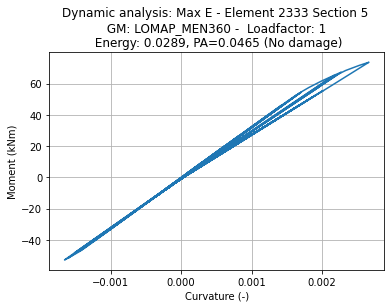 Dynamic analysis: Max E - Element 2333 Section 5
GM: LOMAP_MEN360 -  Loadfactor: 1
Energy: 0.0289, PA=0.0465 (No damage)
60
40
20
0
−20
−40
Moment (kNm)
−0.001
0.000
0.001
0.002
Curvature (-)